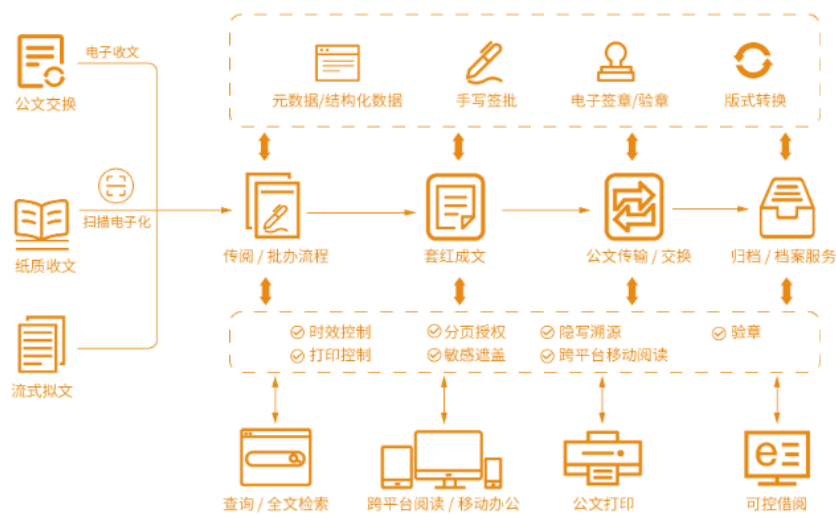 电子收文
公文交换
元数据/结构化数据
手写签批
电子签章/验章
版式转换
扫描电子化
纸质收文
传阅 / 批办流程
套红成文
公文传输 / 交换
归档 / 档案服务
时效控制
分页授权
隐写溯源
验章
打印控制
敏感遮盖
跨平台移动阅读
流式拟文
查询 / 全文检索
跨平台阅读 / 移动办公
公文打印
可控借阅